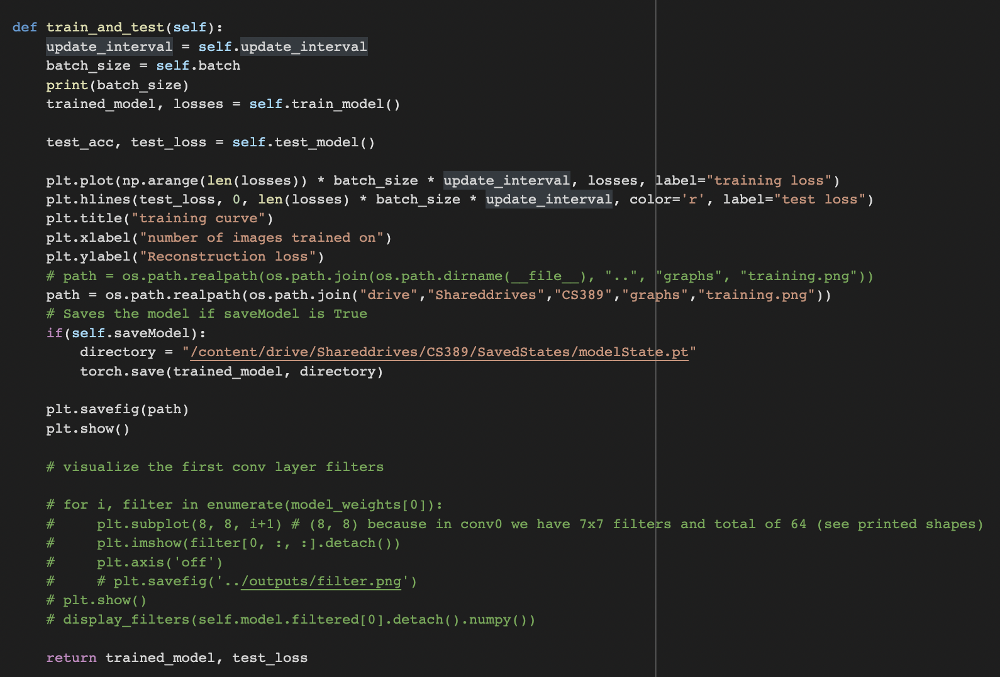 def train_and_test(self):
    update_interval = self.update_interval
    batch_size = self.batch
    print(batch_size)
    trained_model, losses = self.train_model()

    test_acc, test_loss = self.test_model()

    plt.plot(np.arange(len(losses)) * batch_size * update_interval, losses, label="training loss")
    plt.hlines(test_loss, 0, len(losses) * batch_size * update_interval, color='r', label="test loss")
    plt.title("training curve")
    plt.xlabel("number of images trained on")
    plt.ylabel("Reconstruction loss")
    # path = os.path.realpath(os.path.join(os.path.dirname(__file__), "..", "graphs", "training.png"))
    path = os.path.realpath(os.path.join("drive","Shareddrives","CS389","graphs","training.png"))
    # Saves the model if saveModel is True
    if(self.saveModel):
        directory = "/content/drive/Shareddrives/CS389/SavedStates/modelState.pt"
        torch.save(trained_model, directory)

    plt.savefig(path)
    plt.show()

    # visualize the first conv layer filters

    # for i, filter in enumerate(model_weights[0]):
    #     plt.subplot(8, 8, i+1) # (8, 8) because in conv0 we have 7x7 filters and total of 64 (see printed shapes)
    #     plt.imshow(filter[0, :, :].detach())
    #     plt.axis('off')
    #     # plt.savefig('../outputs/filter.png')
    # plt.show()
    # display_filters(self.model.filtered[0].detach().numpy())

    return trained_model, test_loss